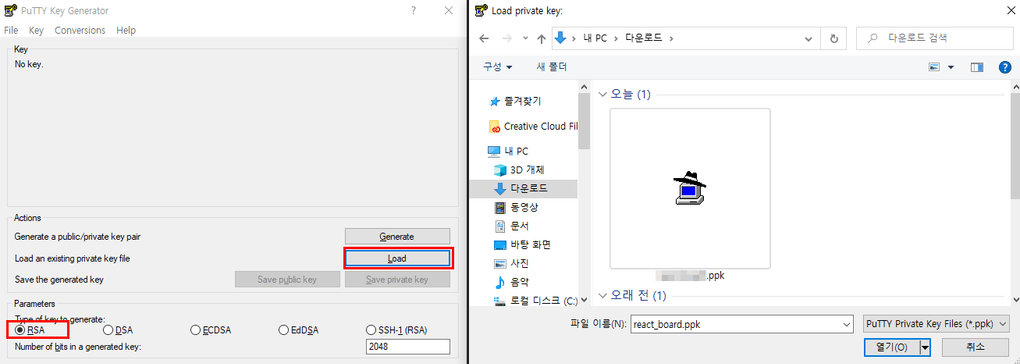 PuTTY Key Generator
?
File Key Conversions Help
Key
No key.
Actions
Generate a public/private key pair
Generate
Load an existing private key file
Load
Save the generated key
Save public key
Save private key
Parameters
Type of key to generate:
RSA
DSA
ECDSA
EdDSA
SSH-1 (RSA)
Number of bits in a generated key:
2048
Load private key:
내 PC > 다운로드 >
다운로드 검색
구성
새 폴더
?
즐겨찾기
Creative Cloud Fil
내 PC
3D 개체
다운로드
동영상
문서
바탕 화면
사진
음악
로컬 디스크 (C:)
오늘 (1)
.ppk
오래 전 (1)
파일 이름(N):
react_board.ppk
PuTTY Private Key Files (*.ppk)
열기(O)
취소